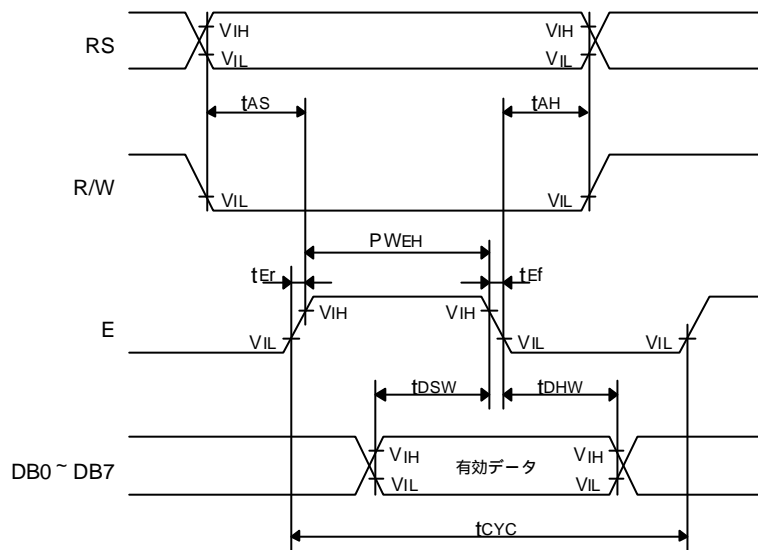 RS
VIH
VIL
VIH
VIL
tAS
tAH
R/W
VIL
VIL
PWEH
tEr
tEf
E
VIH
VIH
VIL
VIL
VIL
tDSW
tDHW
DB0 ~ DB7
VIH
VIL
有効データ
VIH
VIL
tCYC